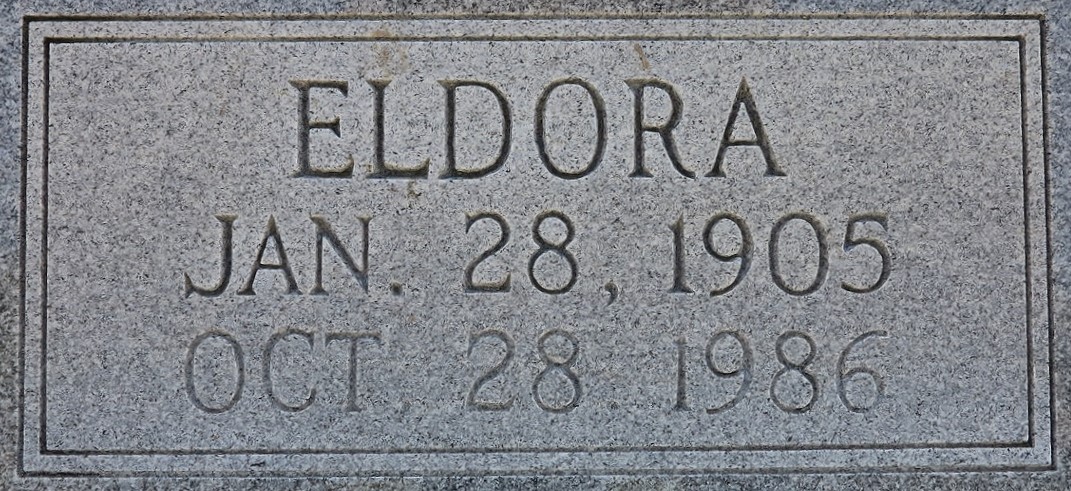 ELDORA
JAN. 28, 1905
OCT. 28 1986